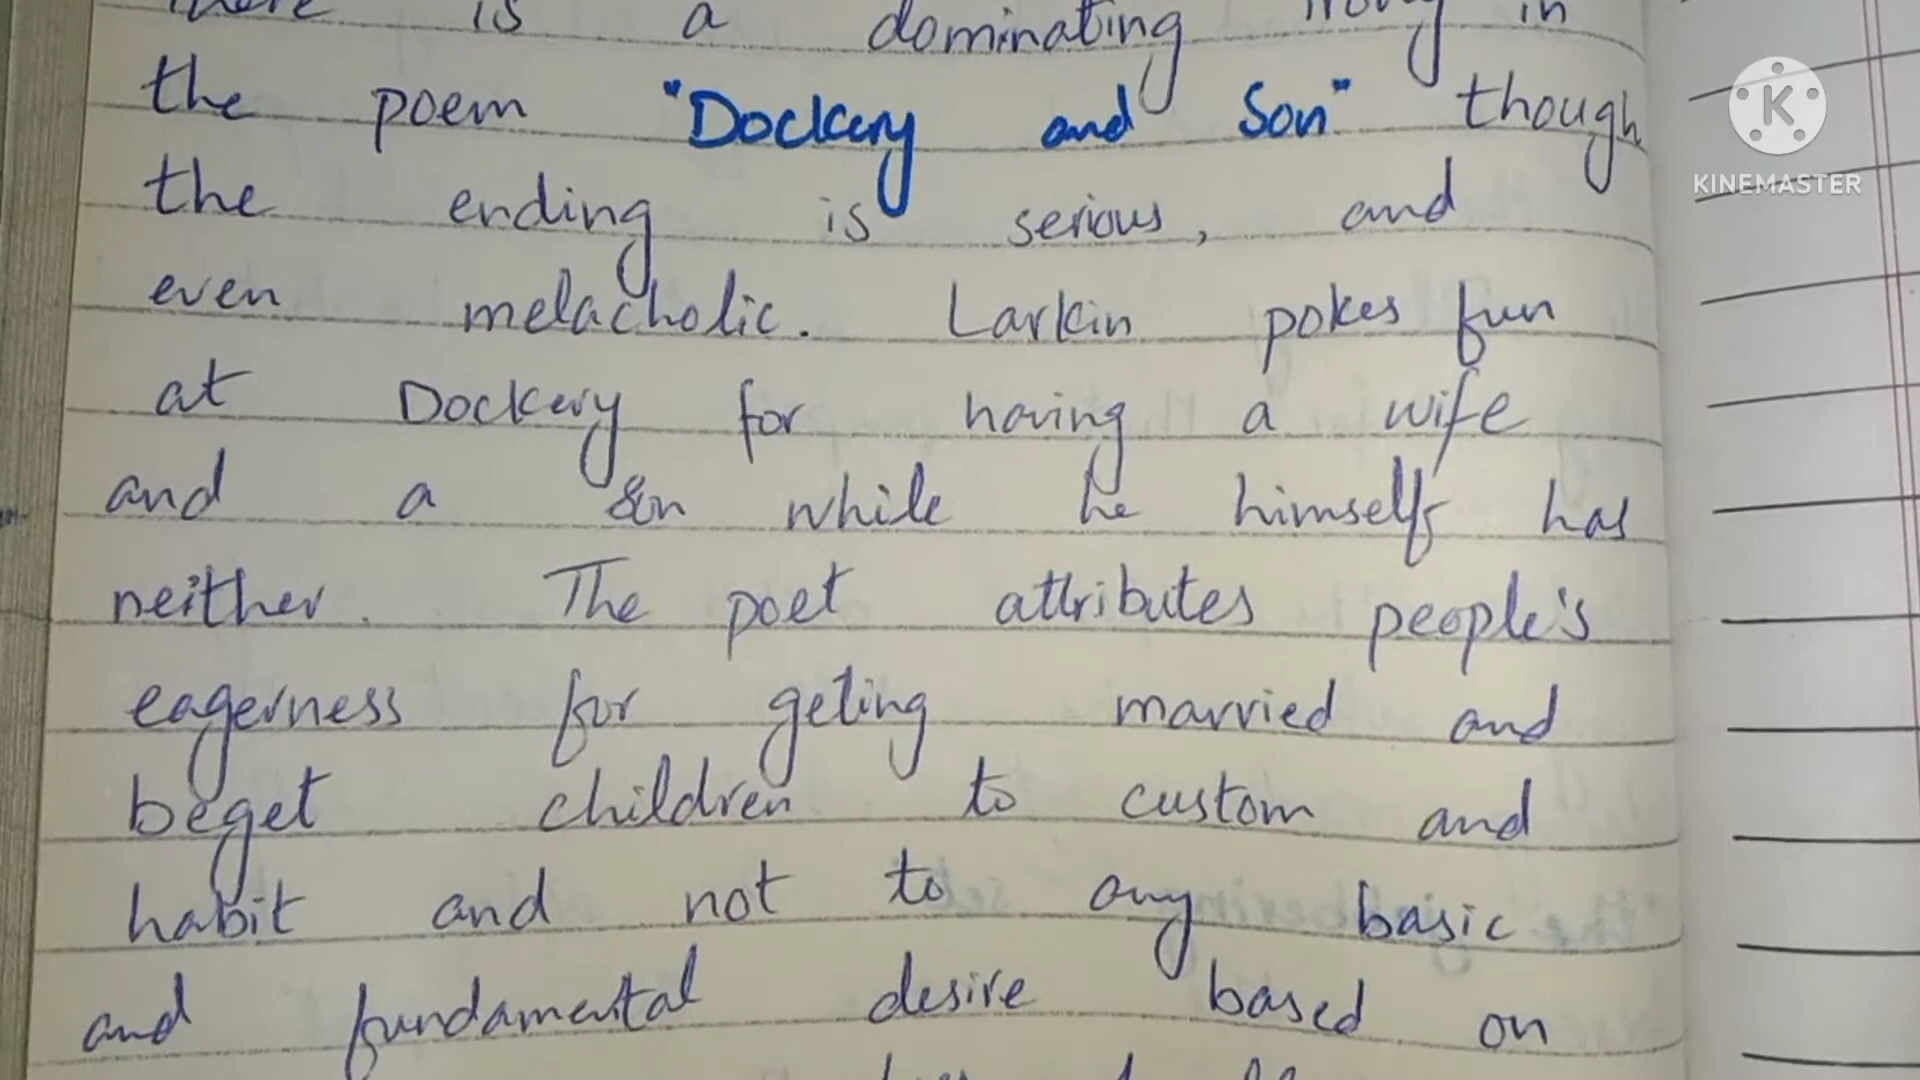 There is a dominating irony in
the poem "Dockery and Son" though
the ending is serious, and
even melacholic. Larkin pokes fun
at Dockery for having a wife
and a son while he himself has
neither. The poet attributes people's
eagerness for geting married and
beget children to custom and
habit and not to any basic
and fundamental desire based on
KINEMASTER